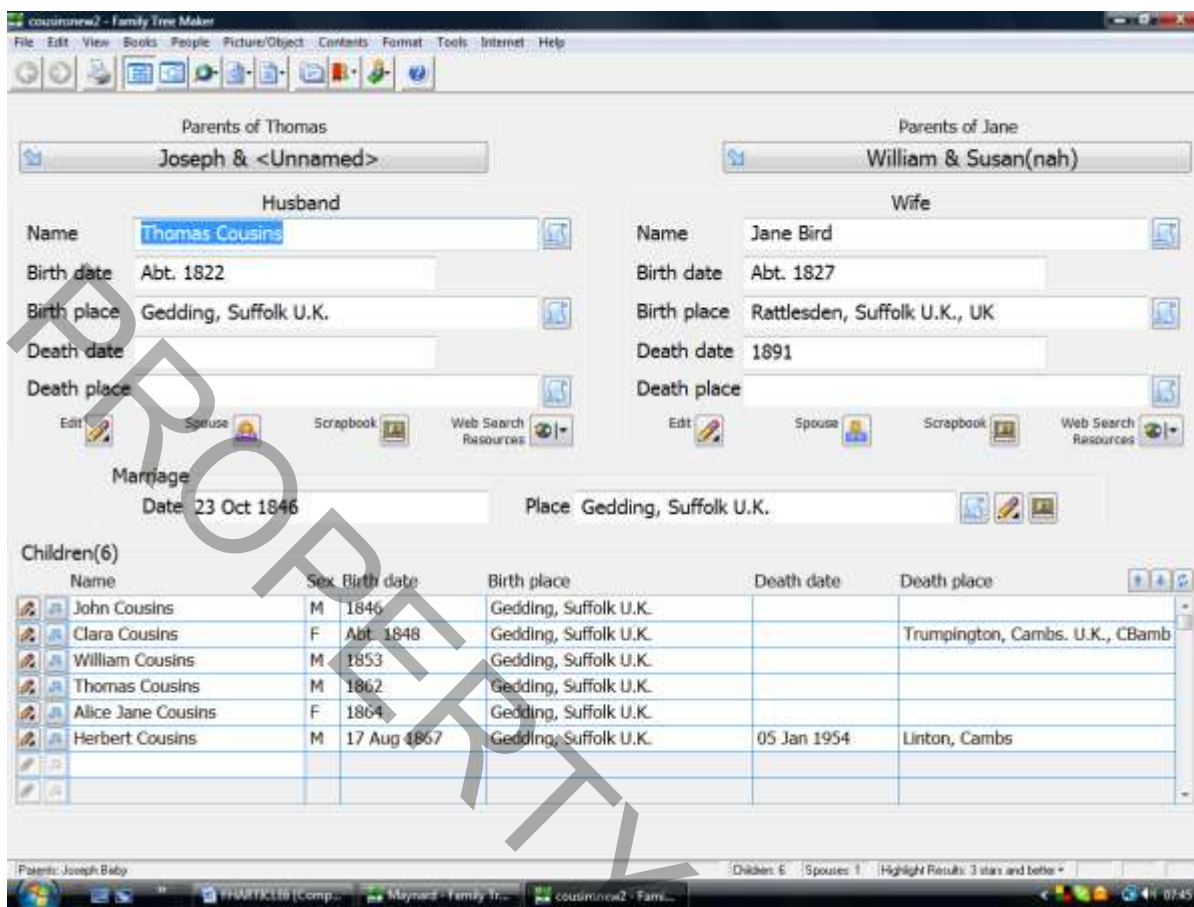 cousinsnew2 - Family Tree Maker
File Edit View Books People Picture/Object Contents Format Tools Internet Help
Parents of Thomas Parents of Jane
Joseph & <Unnamed> William & Susan(nah)
Husband Wife
Name Thomas Cousins Name Jane Bird
Birth date Abt. 1822 Birth date Abt. 1827
Birth place Gedding, Suffolk U.K. Birth place Rattlesden, Suffolk U.K., UK
Death date Death date 1891
Death place Death place
Edit Spouse Scrapbook Web Search Resources Edit Spouse Scrapbook Web Search Resources
Marriage
Date 23 Oct 1846 Place Gedding, Suffolk U.K.
Children(6)
Name Sex Birth date Birth place Death date Death place
John Cousins M 1846 Gedding, Suffolk U.K.
Clara Cousins F Abt 1848 Gedding, Suffolk U.K. Trumpington, Cambs. U.K., CBamb
William Cousins M 1853 Gedding, Suffolk U.K.
Thomas Cousins M 1862 Gedding, Suffolk U.K.
Alice Jane Cousins F 1864 Gedding, Suffolk U.K.
Herbert Cousins M 17 Aug 1867 Gedding, Suffolk U.K. 05 Jan 1954 Linton, Cambs
PROPERTY
Parents: Joseph Children: 6 Spouses: 1 Highlight Results: 3 stars and better
FHARTICLE6 (Comp... Maynard - Family Tr... cousinsnew2 - Fami... 07:45